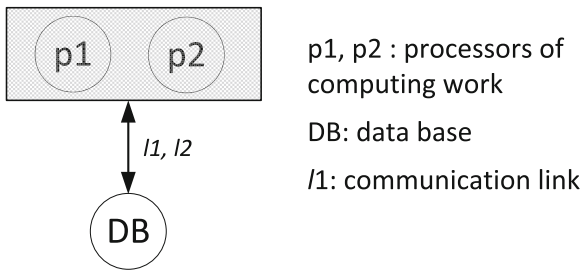 p1 p2
l1, l2
DB
p1, p2 : processors of
computing work
DB: data base
l1: communication link